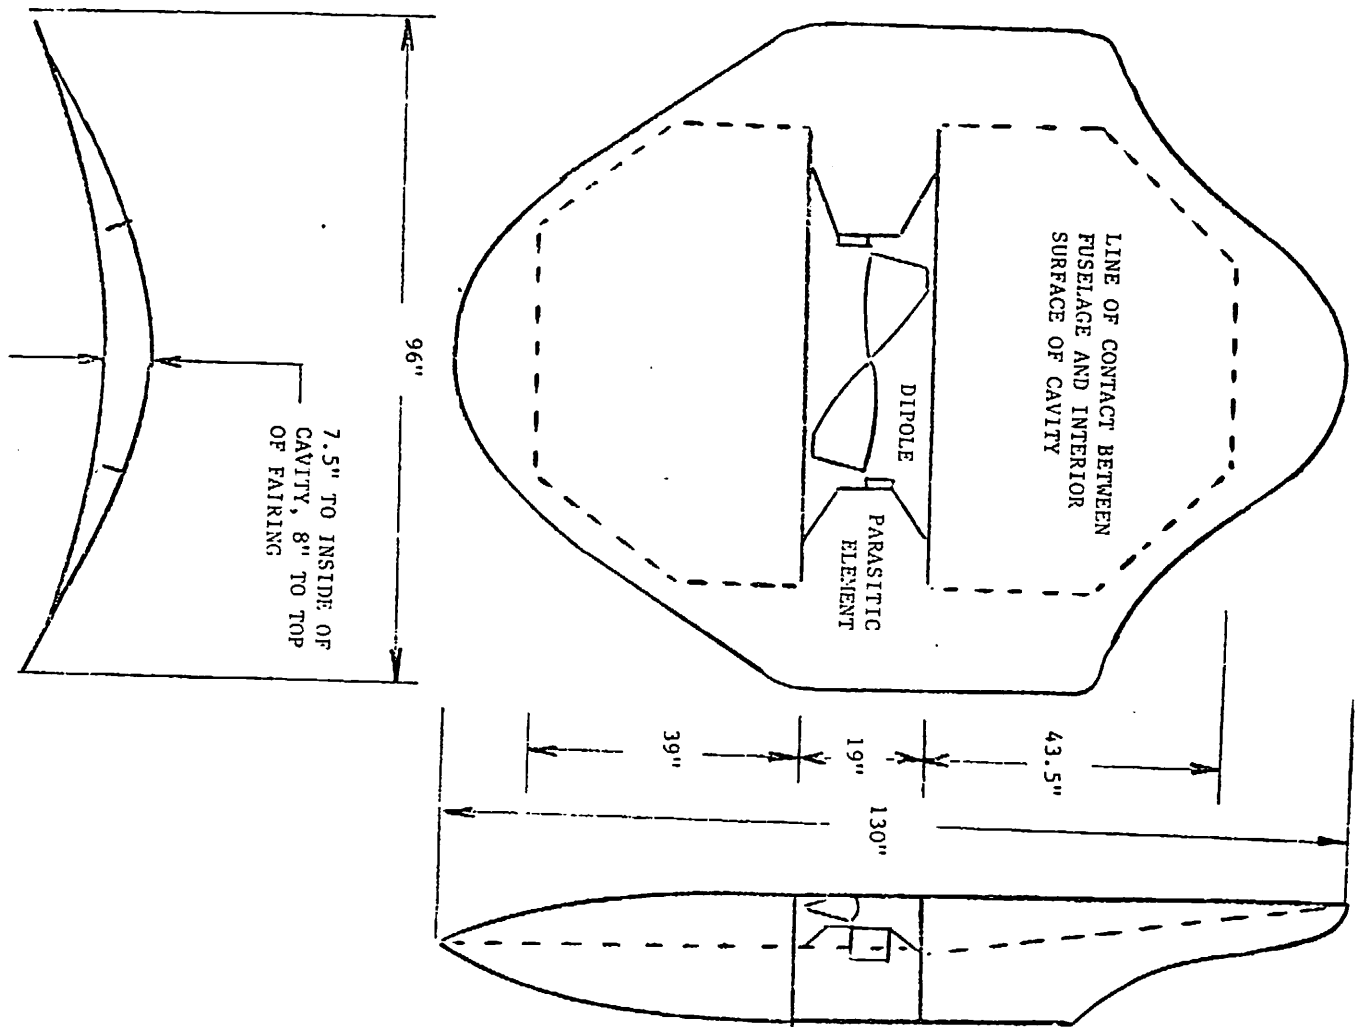 LINE OF CONTACT BETWEEN
FUSELAGE AND INTERIOR
SURFACE OF CAVITY
DIPOLE
PARASITIC
ELEMENT
96"
7.5" TO INSIDE OF
CAVITY, 8" TO TOP
OF FAIRING
43.5"
19"
39"
130"